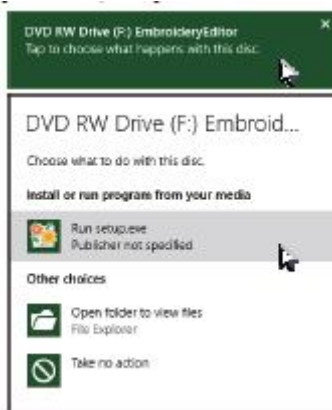 DVD RW Drive (F:) EmbroideryEditor
Tap to choose what happens with this disc.
DVD RW Drive (F:) Embroid...
Choose what to do with this disc.
Install or run program from your media
Run setup.exe
Publisher not specified
Other choices
Open folder to view files
File Explorer
Take no action